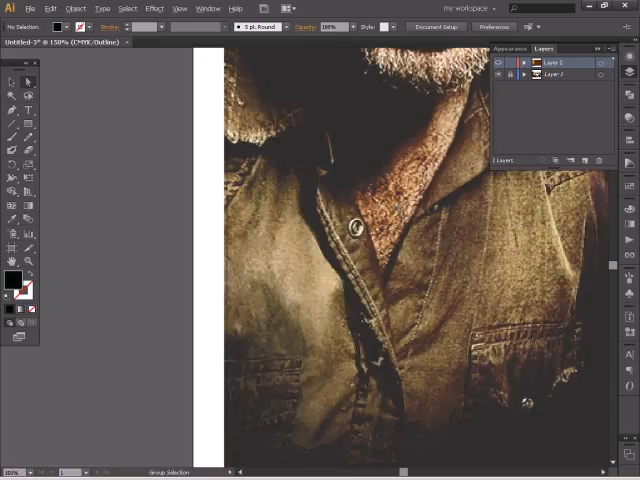 Ai File Edit Object Type Select Effect View Window Help my workspace
No Selection Stroke: 5 pt. Round Opacity: 100% Style: Document Setup Preferences
Untitled-3* @ 150% (CMYK/Outline) ×
Appearance Layers
Layer 2
Layer 1
2 Layers
150% 1 Group Selection